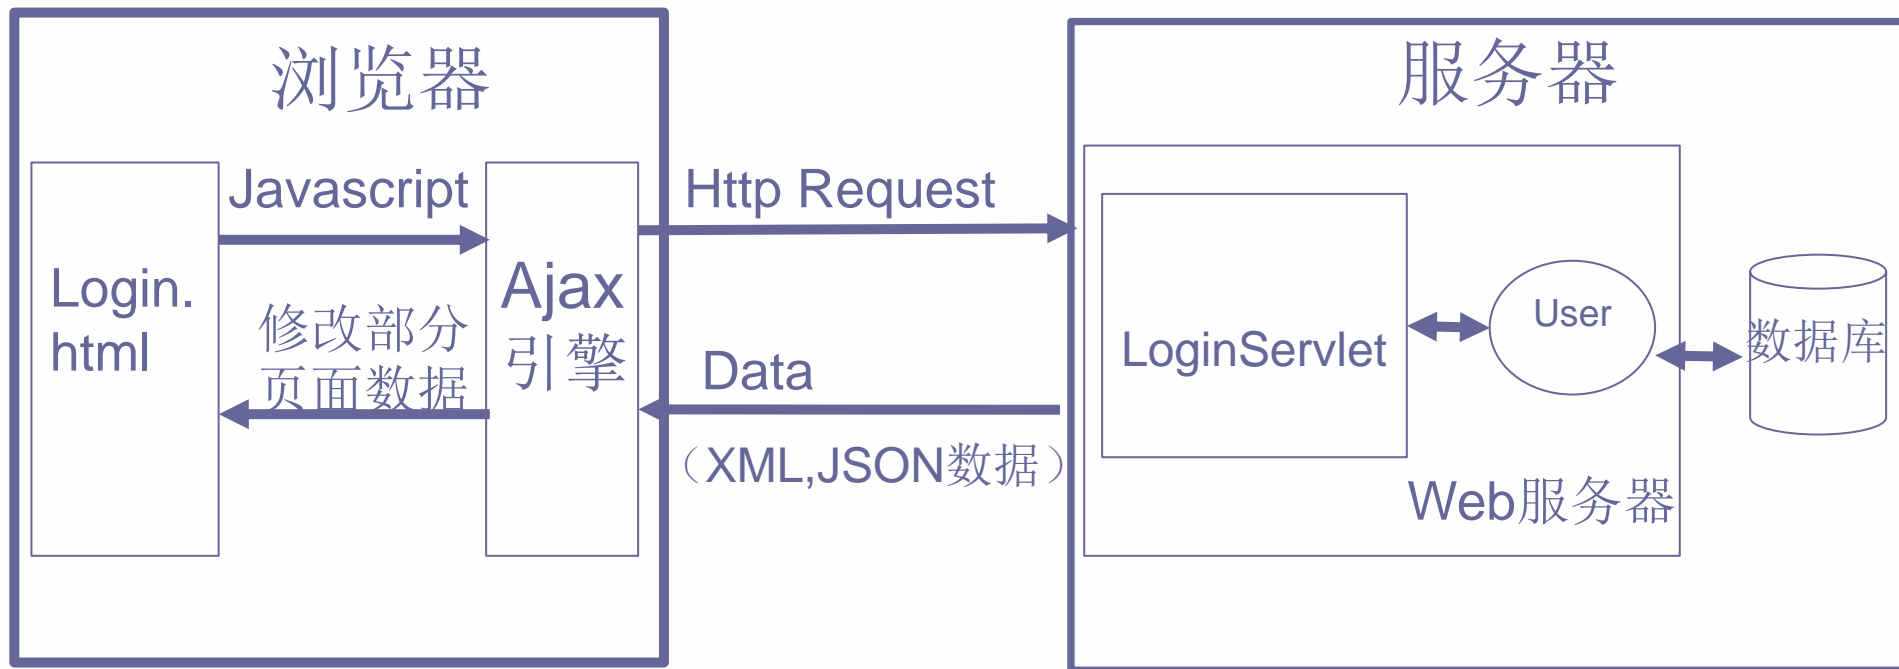 浏览器
服务器
Javascript
Http Request
Login.
html
修改部分
页面数据
Ajax
引擎
Data
(XML,JSON数据)
LoginServlet
User
数据库
Web服务器